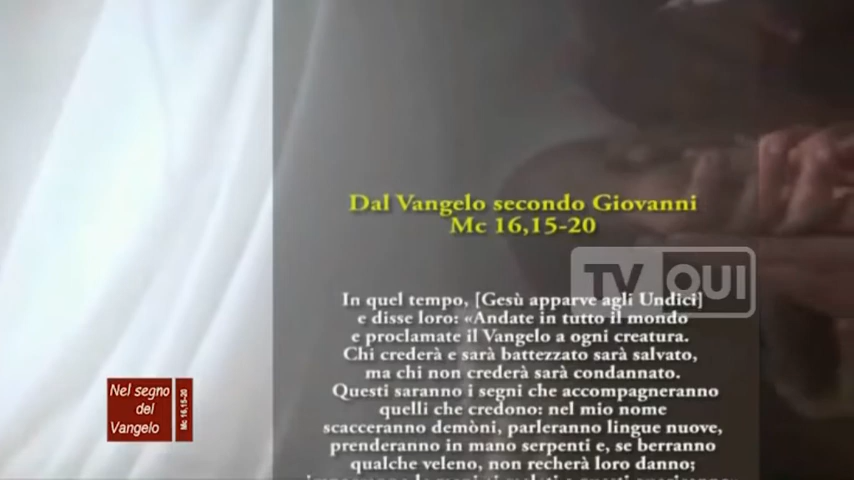 Dal Vangelo secondo Giovanni
Mc 16,15-20
TV QUI
In quel tempo, [Gesù apparve agli Undici]
e disse loro: «Andate in tutto il mondo
e proclamate il Vangelo a ogni creatura.
Chi crederà e sarà battezzato sarà salvato,
ma chi non crederà sarà condannato.
Questi saranno i segni che accompagneranno
quelli che credono: nel mio nome
scacceranno demòni, parleranno lingue nuove,
prenderanno in mano serpenti e, se berranno
qualche veleno, non recherà loro danno;
Nel segno
del
Vangelo
Mc 16,15-20